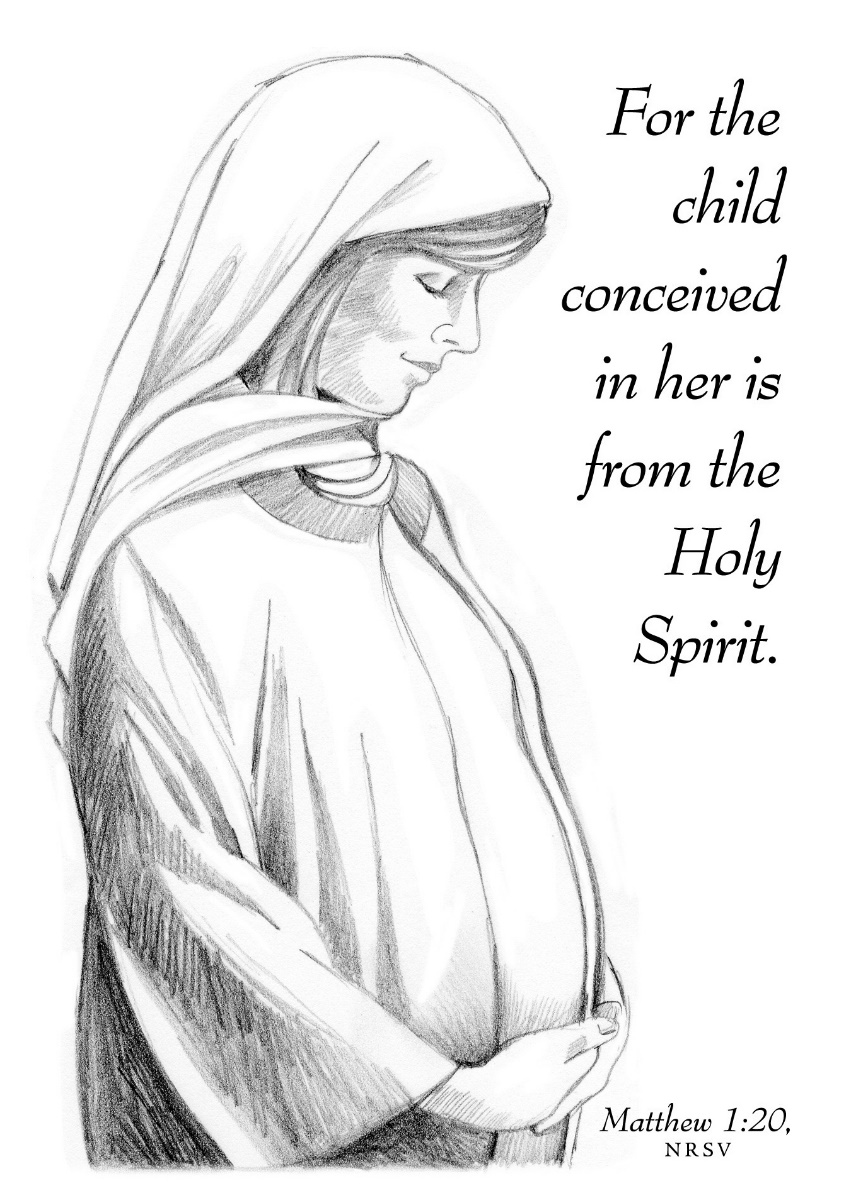 For the
child
conceived
in her is
from the
Holy
Spirit.
Matthew 1:20,
NRSV